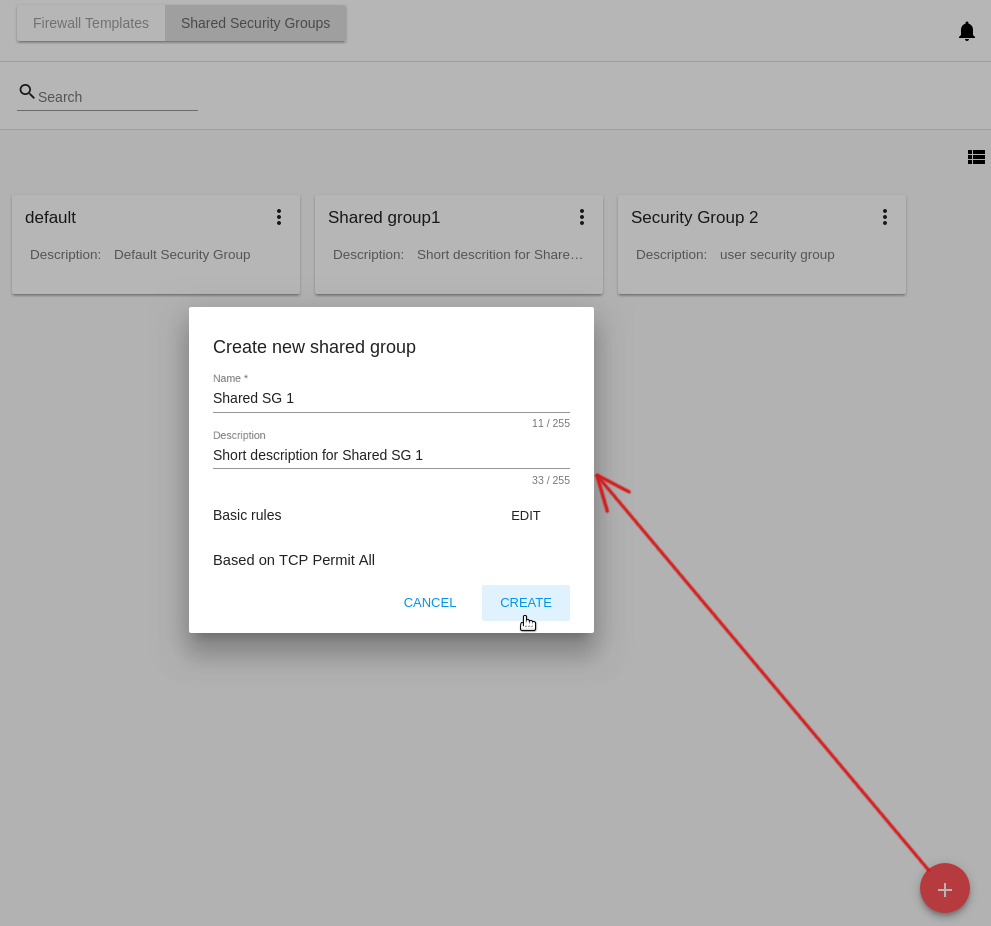 Firewall Templates Shared Security Groups
Search
default Shared group1 Security Group 2
Description: Default Security Group Description: Short descrition for Share… Description: user security group
Create new shared group
Name *
Shared SG 1
11 / 255
Description
Short description for Shared SG 1
33 / 255
Basic rules EDIT
Based on TCP Permit All
CANCEL CREATE